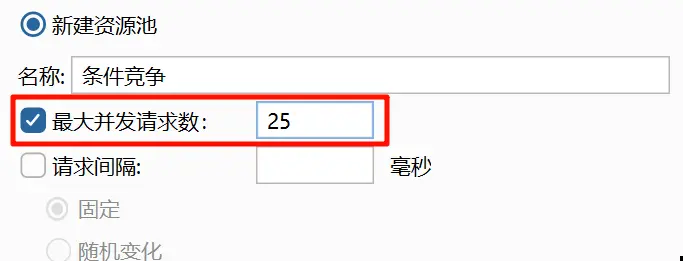 新建资源池
名称: 条件竞争
最大并发请求数: 25
请求间隔: 毫秒
固定
随机变化